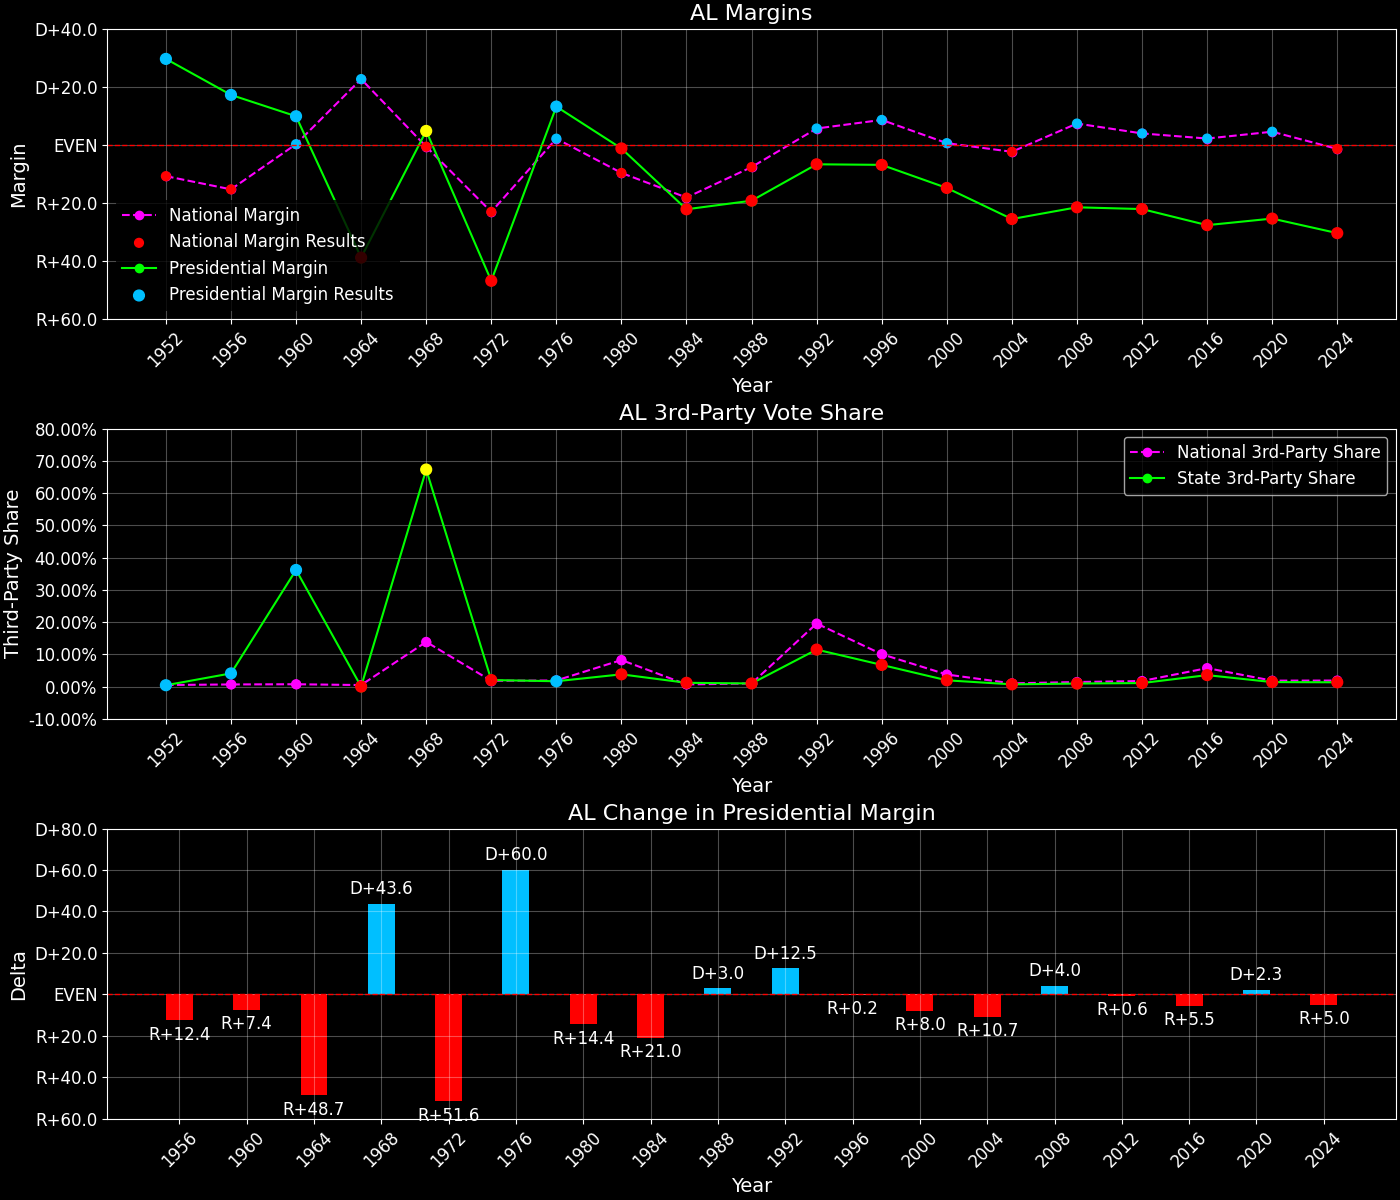 AL Margins
D+40.0
D+20.0
EVEN
R+20.0
R+40.0
R+60.0
Margin
National Margin
National Margin Results
Presidential Margin
Presidential Margin Results
1952 1956 1960 1964 1968 1972 1976 1980 1984 1988 1992 1996 2000 2004 2008 2012 2016 2020 2024
Year
AL 3rd-Party Vote Share
80.00%
70.00%
60.00%
50.00%
40.00%
30.00%
20.00%
10.00%
0.00%
-10.00%
Third-Party Share
National 3rd-Party Share
State 3rd-Party Share
1952 1956 1960 1964 1968 1972 1976 1980 1984 1988 1992 1996 2000 2004 2008 2012 2016 2020 2024
Year
AL Change in Presidential Margin
D+80.0
D+60.0
D+40.0
D+20.0
EVEN
R+20.0
R+40.0
R+60.0
Delta
R+12.4
R+7.4
R+48.7
D+43.6
R+51.6
D+60.0
R+14.4
R+21.0
D+3.0
D+12.5
R+0.2
R+8.0
R+10.7
D+4.0
R+0.6
R+5.5
D+2.3
R+5.0
1956 1960 1964 1968 1972 1976 1980 1984 1988 1992 1996 2000 2004 2008 2012 2016 2020 2024
Year